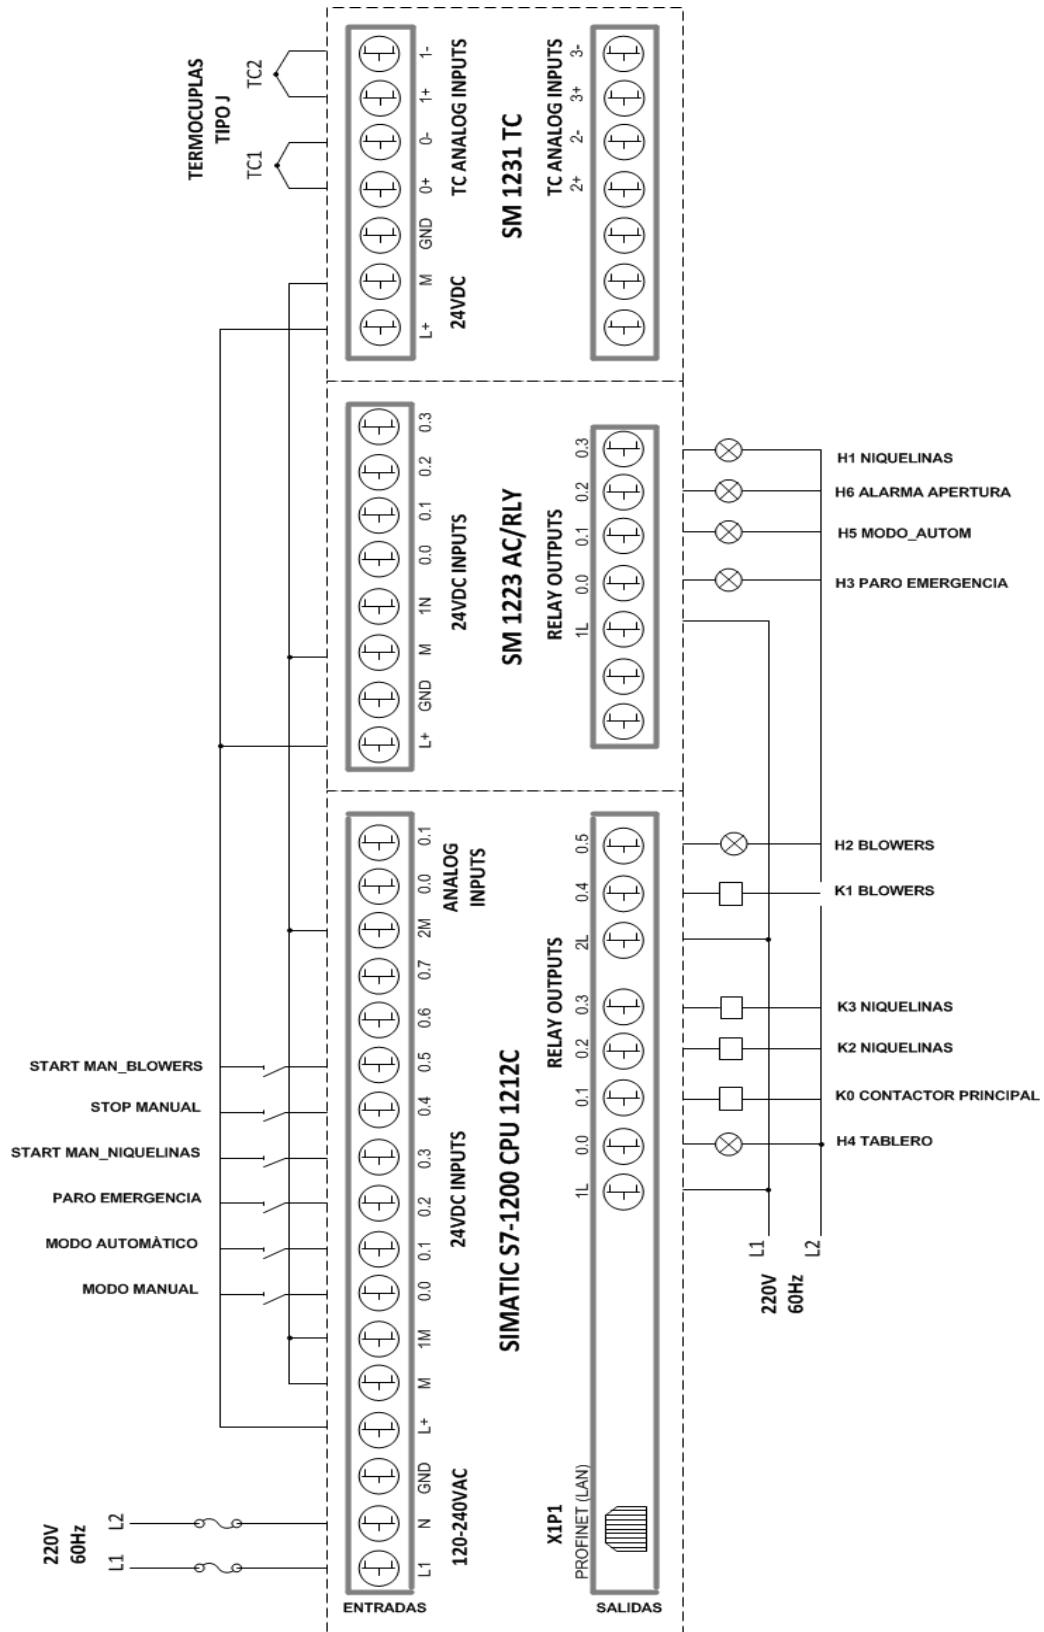 TERMOCUPLAS
TIPO J
TC2
TC1
1-
1+
0-
0+
GND
M
L+
TC ANALOG INPUTS
24VDC
SM 1231 TC
TC ANALOG INPUTS
3-
3+
2-
2+
0.3
0.2
0.1
0.0
1N
M
GND
L+
24VDC INPUTS
SM 1223 AC/RLY
RELAY OUTPUTS
0.3
0.2
0.1
0.0
1L
H1 NIQUELINAS
H6 ALARMA APERTURA
H5 MODO_AUTOM
H3 PARO EMERGENCIA
START MAN_BLOWERS
STOP MANUAL
START MAN_NIQUELINAS
PARO EMERGENCIA
MODO AUTOMÀTICO
MODO MANUAL
220V
60Hz
L2
L1
0.1
0.0
2M
0.7
0.6
0.5
0.4
0.3
0.2
0.1
0.0
1M
M
L+
GND
N
L1
ANALOG
INPUTS
24VDC INPUTS
120-240VAC
SIMATIC S7-1200 CPU 1212C
RELAY OUTPUTS
X1P1
PROFINET (LAN)
0.5
0.4
2L
0.3
0.2
0.1
0.0
1L
H2 BLOWERS
K1 BLOWERS
K3 NIQUELINAS
K2 NIQUELINAS
K0 CONTACTOR PRINCIPAL
H4 TABLERO
L1
L2
220V
60Hz
ENTRADAS
SALIDAS